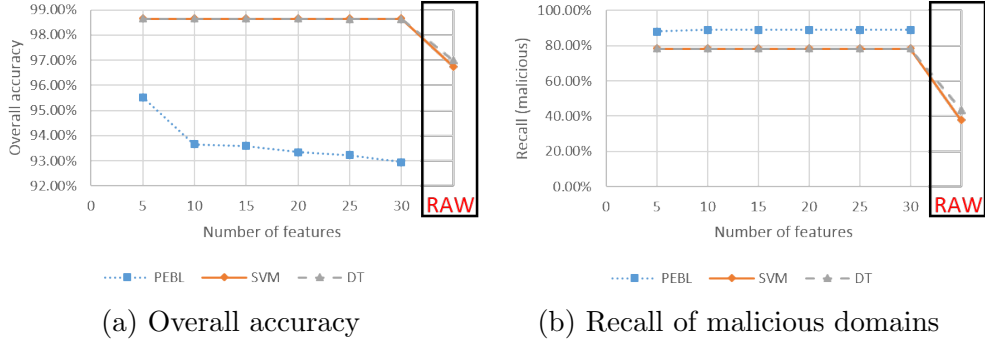 99.00%
98.00%
97.00%
96.00%
95.00%
94.00%
93.00%
92.00%
Overall accuracy
0 5 10 15 20 25 30 RAW
Number of features
PEBL SVM DT
(a) Overall accuracy
100.00%
80.00%
60.00%
40.00%
20.00%
0.00%
Recall (malicious)
0 5 10 15 20 25 30 RAW
Number of features
PEBL SVM DT
(b) Recall of malicious domains